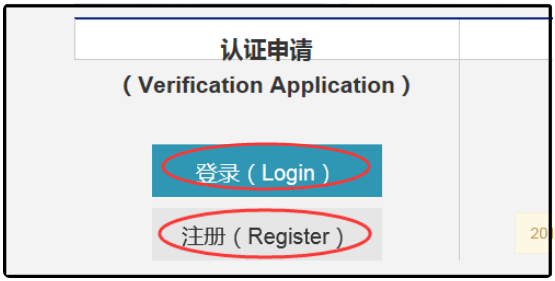 认证申请
（Verification Application）
登录（Login）
注册（Register）